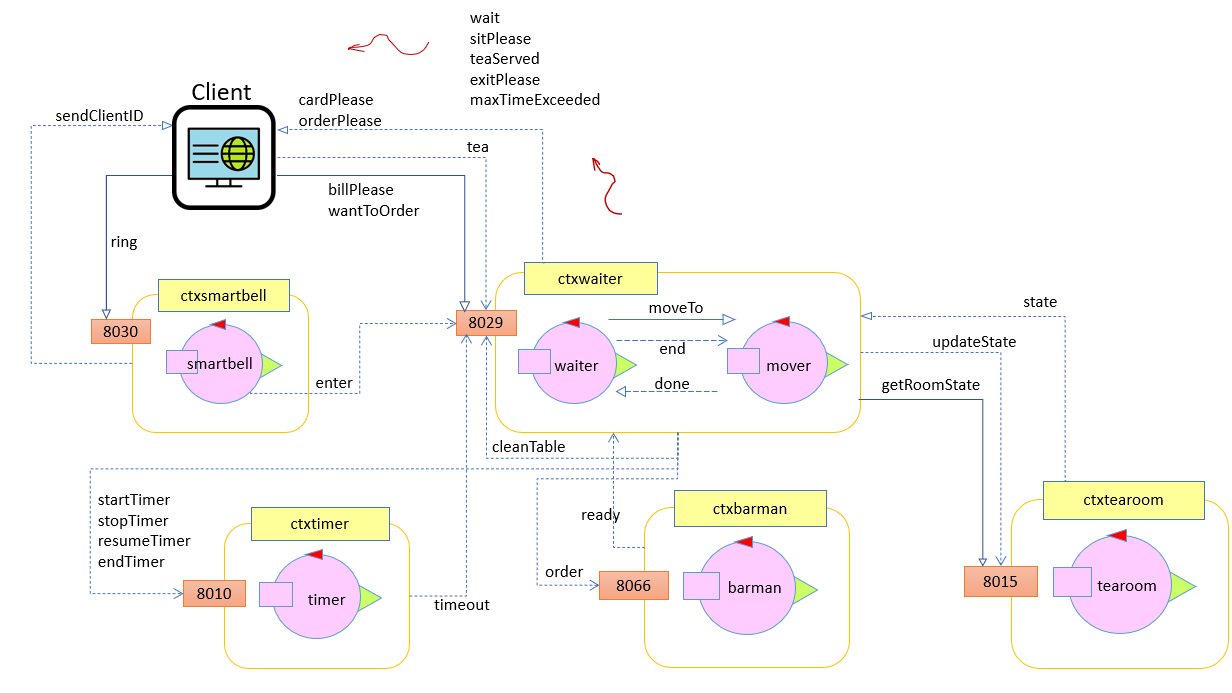 wait
sitPlease
teaServed
exitPlease
maxTimeExceeded
Client
cardPlease
orderPlease
sendClientID
tea
billPlease
wantToOrder
ring
ctxwaiter
ctxsmartbell
state
moveTo
8030
8029
updateState
end
smartbell
waiter
mover
enter
done
getRoomState
cleanTable
startTimer
stopTimer
resumeTimer
endTimer
ctxtimer
ready
ctxbarman
ctxtearoom
order
8010
timer
timeout
8066
barman
8015
tearoom